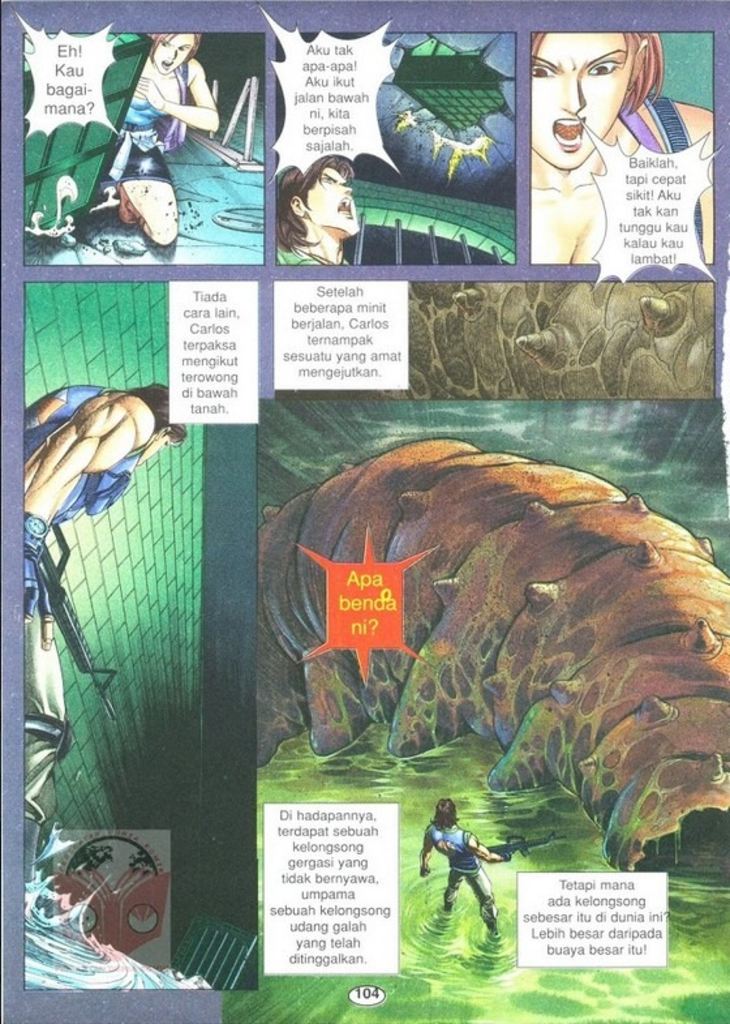 Eh!
Kau
bagai-
mana?
Aku tak
apa-apa!
Aku ikut
jalan bawah
ni, kita
berpisah
sajalah.
Baiklah,
tapi cepat
sikit! Aku
tak kan
tunggu kau
kalau kau
lambat!
Tiada
cara lain,
Carlos
terpaksa
mengikut
terowong
di bawah
tanah.
Setelah
beberapa minit
berjalan, Carlos
ternampak
sesuatu yang amat
mengejutkan.
Apa
benda
ni?
Di hadapannya,
terdapat sebuah
kelongsong
gergasi yang
tidak bernyawa,
umpama
sebuah kelongsong
udang galah
yang telah
ditinggalkan.
Tetapi mana
ada kelongsong
sebesar itu di dunia ini?
Lebih besar daripada
buaya besar itu!
104